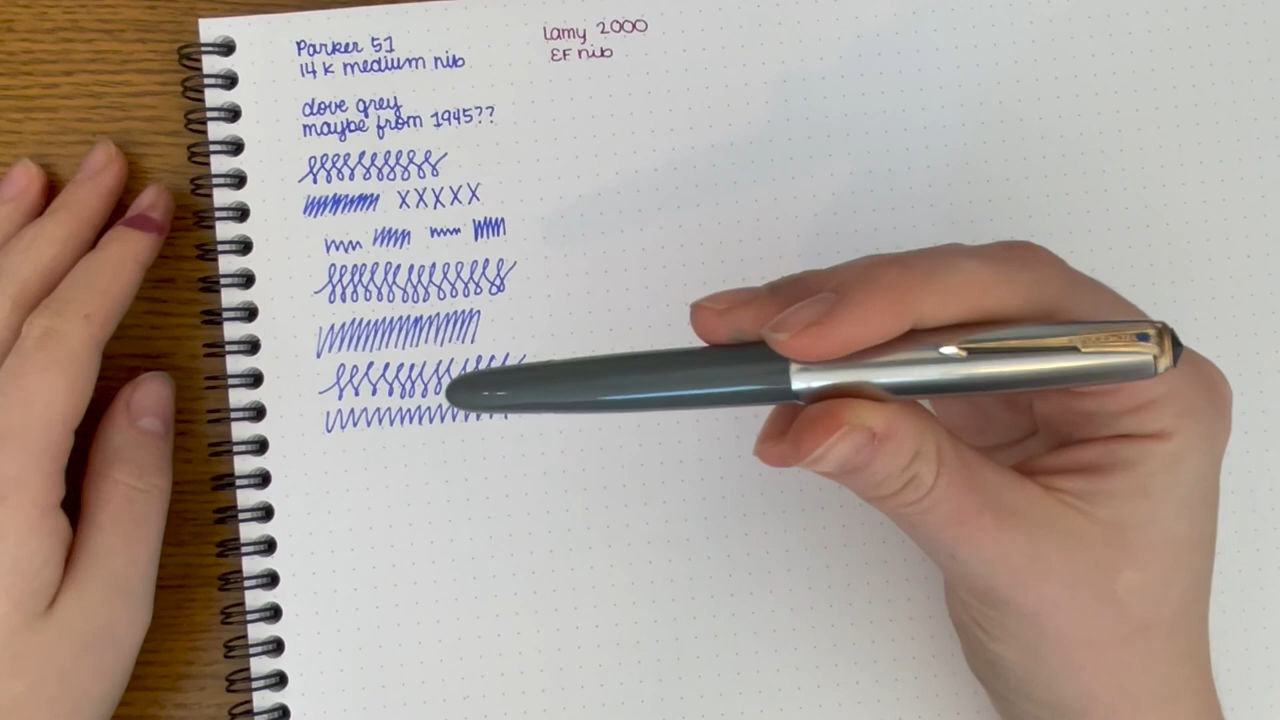 Parker 51
14 k medium nib
dove grey
maybe from 1945??
XXXXX
Lamy 2000
EF nib